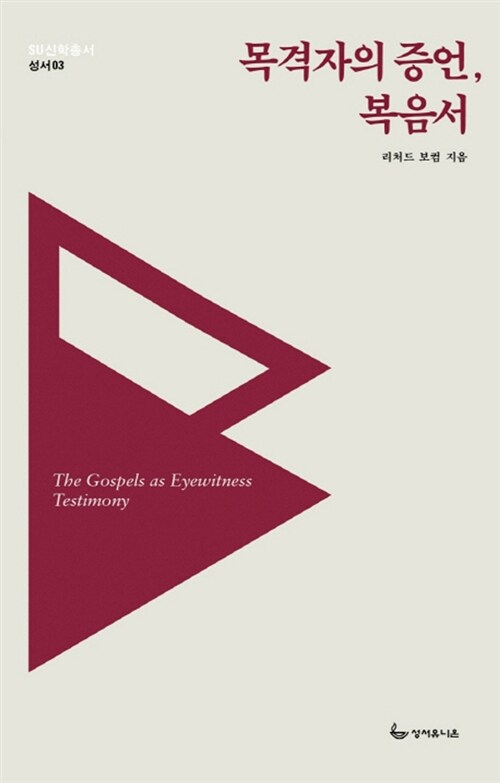 SU신학총서
성서03
목격자의 증언,
복음서
리처드 보컴 지음
The Gospels as Eyewitness
Testimony
성서유니온